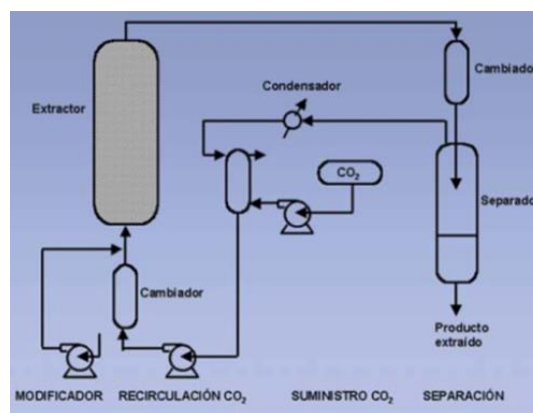 Extractor
Condensador
Cambiado
CO₂
Separado
Cambiador
Producto
extraído
MODIFICADOR RECIRCULACIÓN CO₂ SUMINISTRO CO₂ SEPARACIÓN